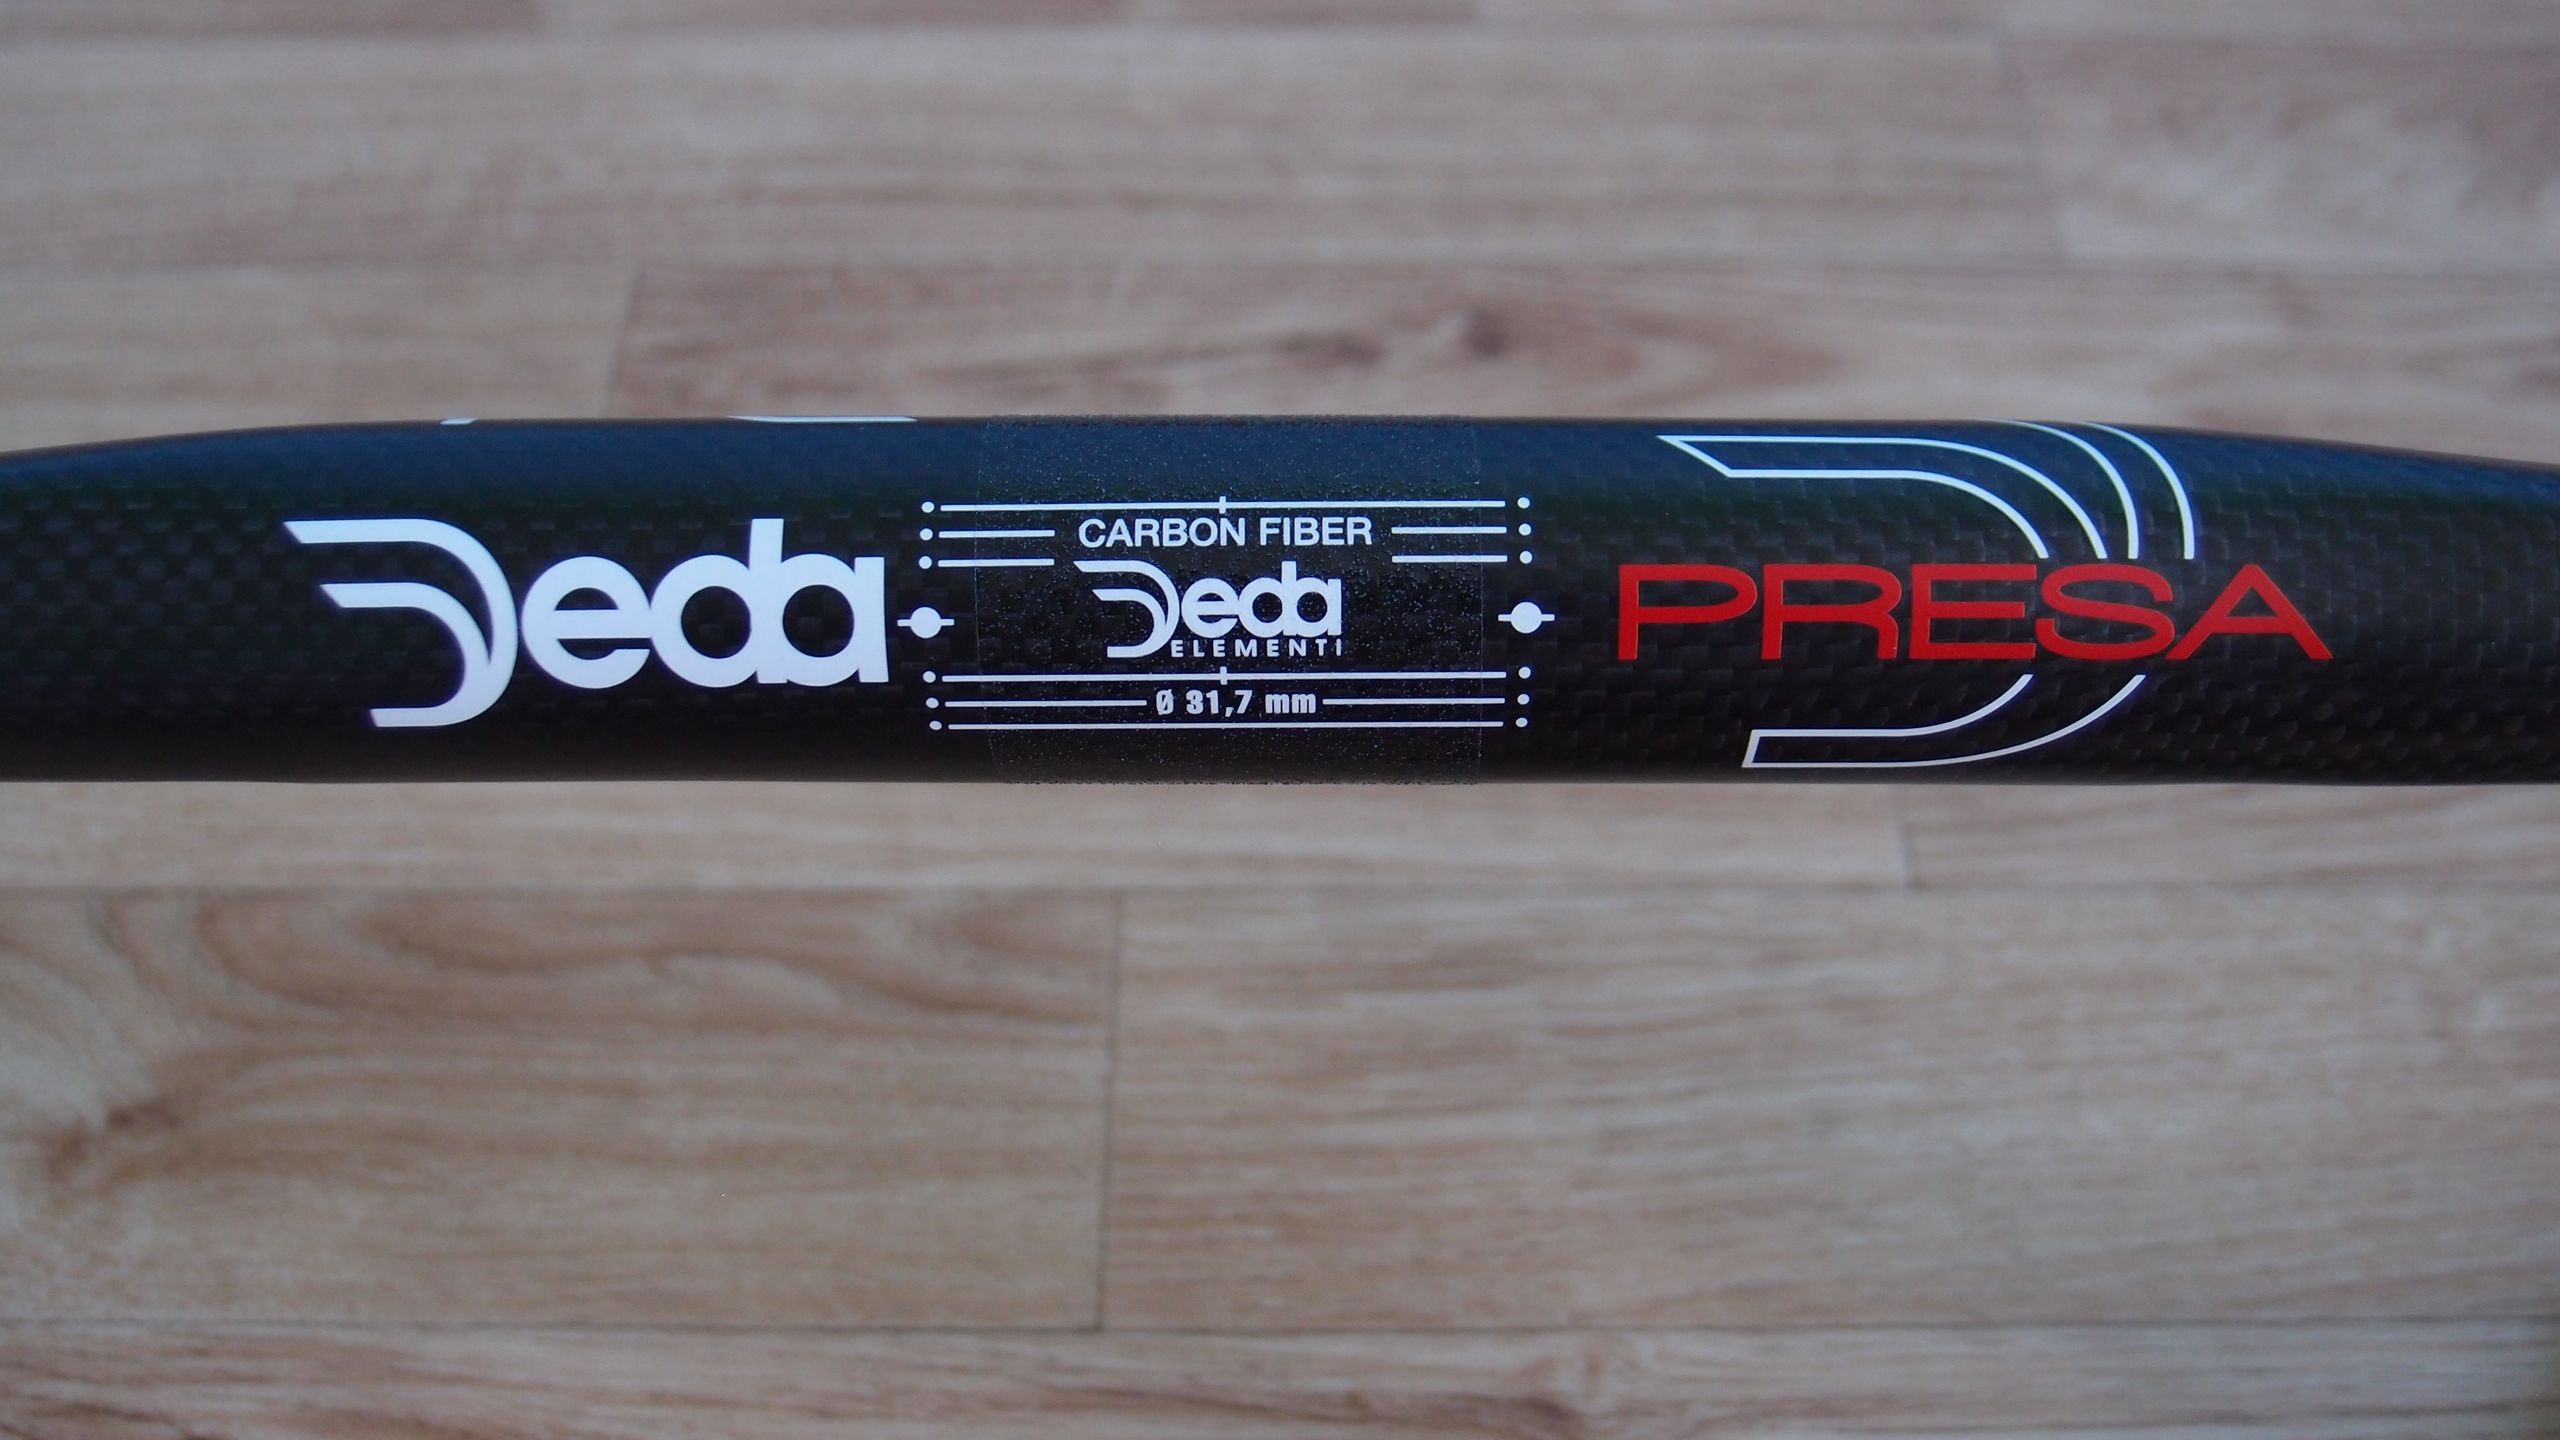 Deda
CARBON FIBER
Deda
ELEMENTI
Ø 31,7 mm
PRESA